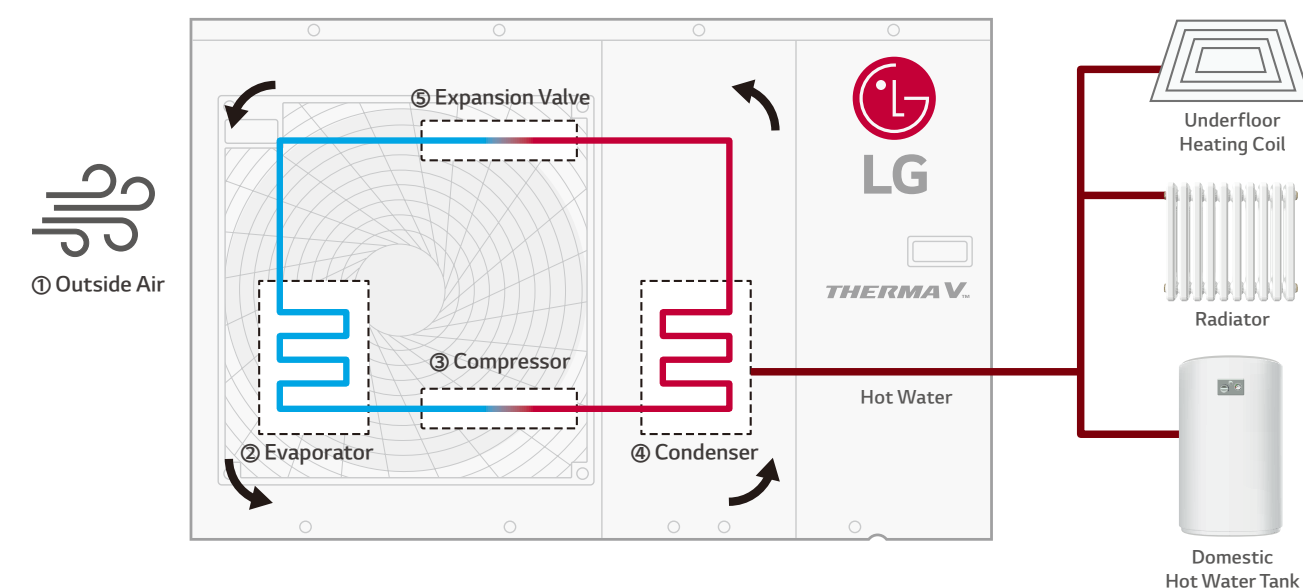 ① Outside Air
⑤ Expansion Valve
② Evaporator
③ Compressor
④ Condenser
LG
THERMA V™
Hot Water
Underfloor
Heating Coil
Radiator
Domestic
Hot Water Tank